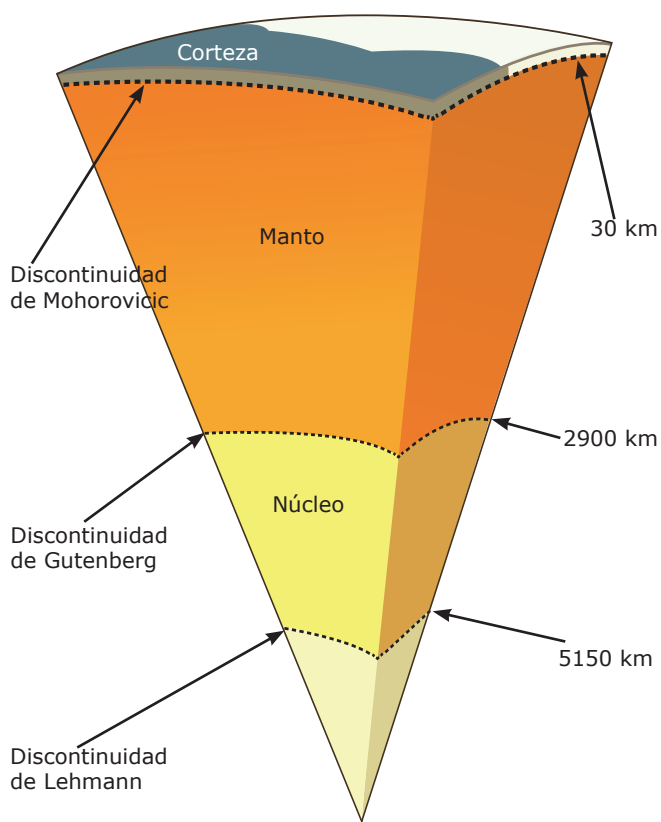 Corteza
30 km
Manto
Discontinuidad
de Mohorovicic
2900 km
Núcleo
Discontinuidad
de Gutenberg
5150 km
Discontinuidad
de Lehmann